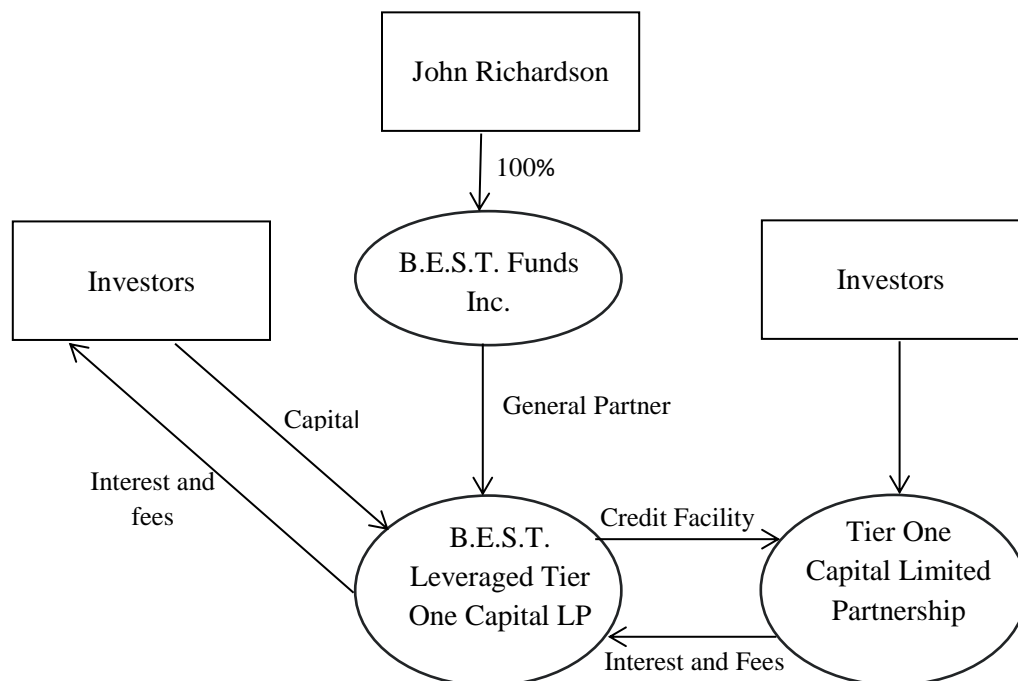 John Richardson
100%
B.E.S.T. Funds
Inc.
Investors
Investors
General Partner
Capital
Interest and
fees
Credit Facility
B.E.S.T.
Leveraged Tier
One Capital LP
Tier One
Capital Limited
Partnership
Interest and Fees